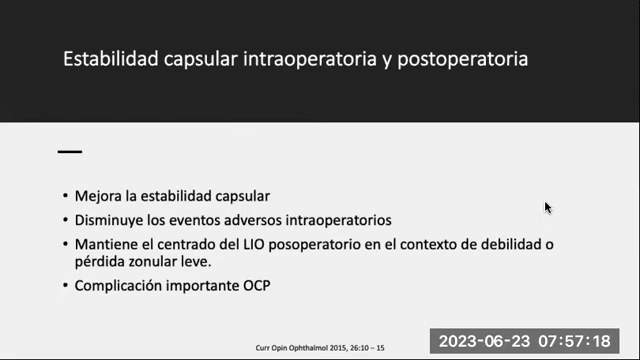 Estabilidad capsular intraoperatoria y postoperatoria
• Mejora la estabilidad capsular
• Disminuye los eventos adversos intraoperatorios
• Mantiene el centrado del LIO posoperatorio en el contexto de debilidad o
pérdida zonular leve.
• Complicación importante OCP
Curr Opin Ophthalmol 2015, 26:10 – 15
2023-06-23 07:57:18